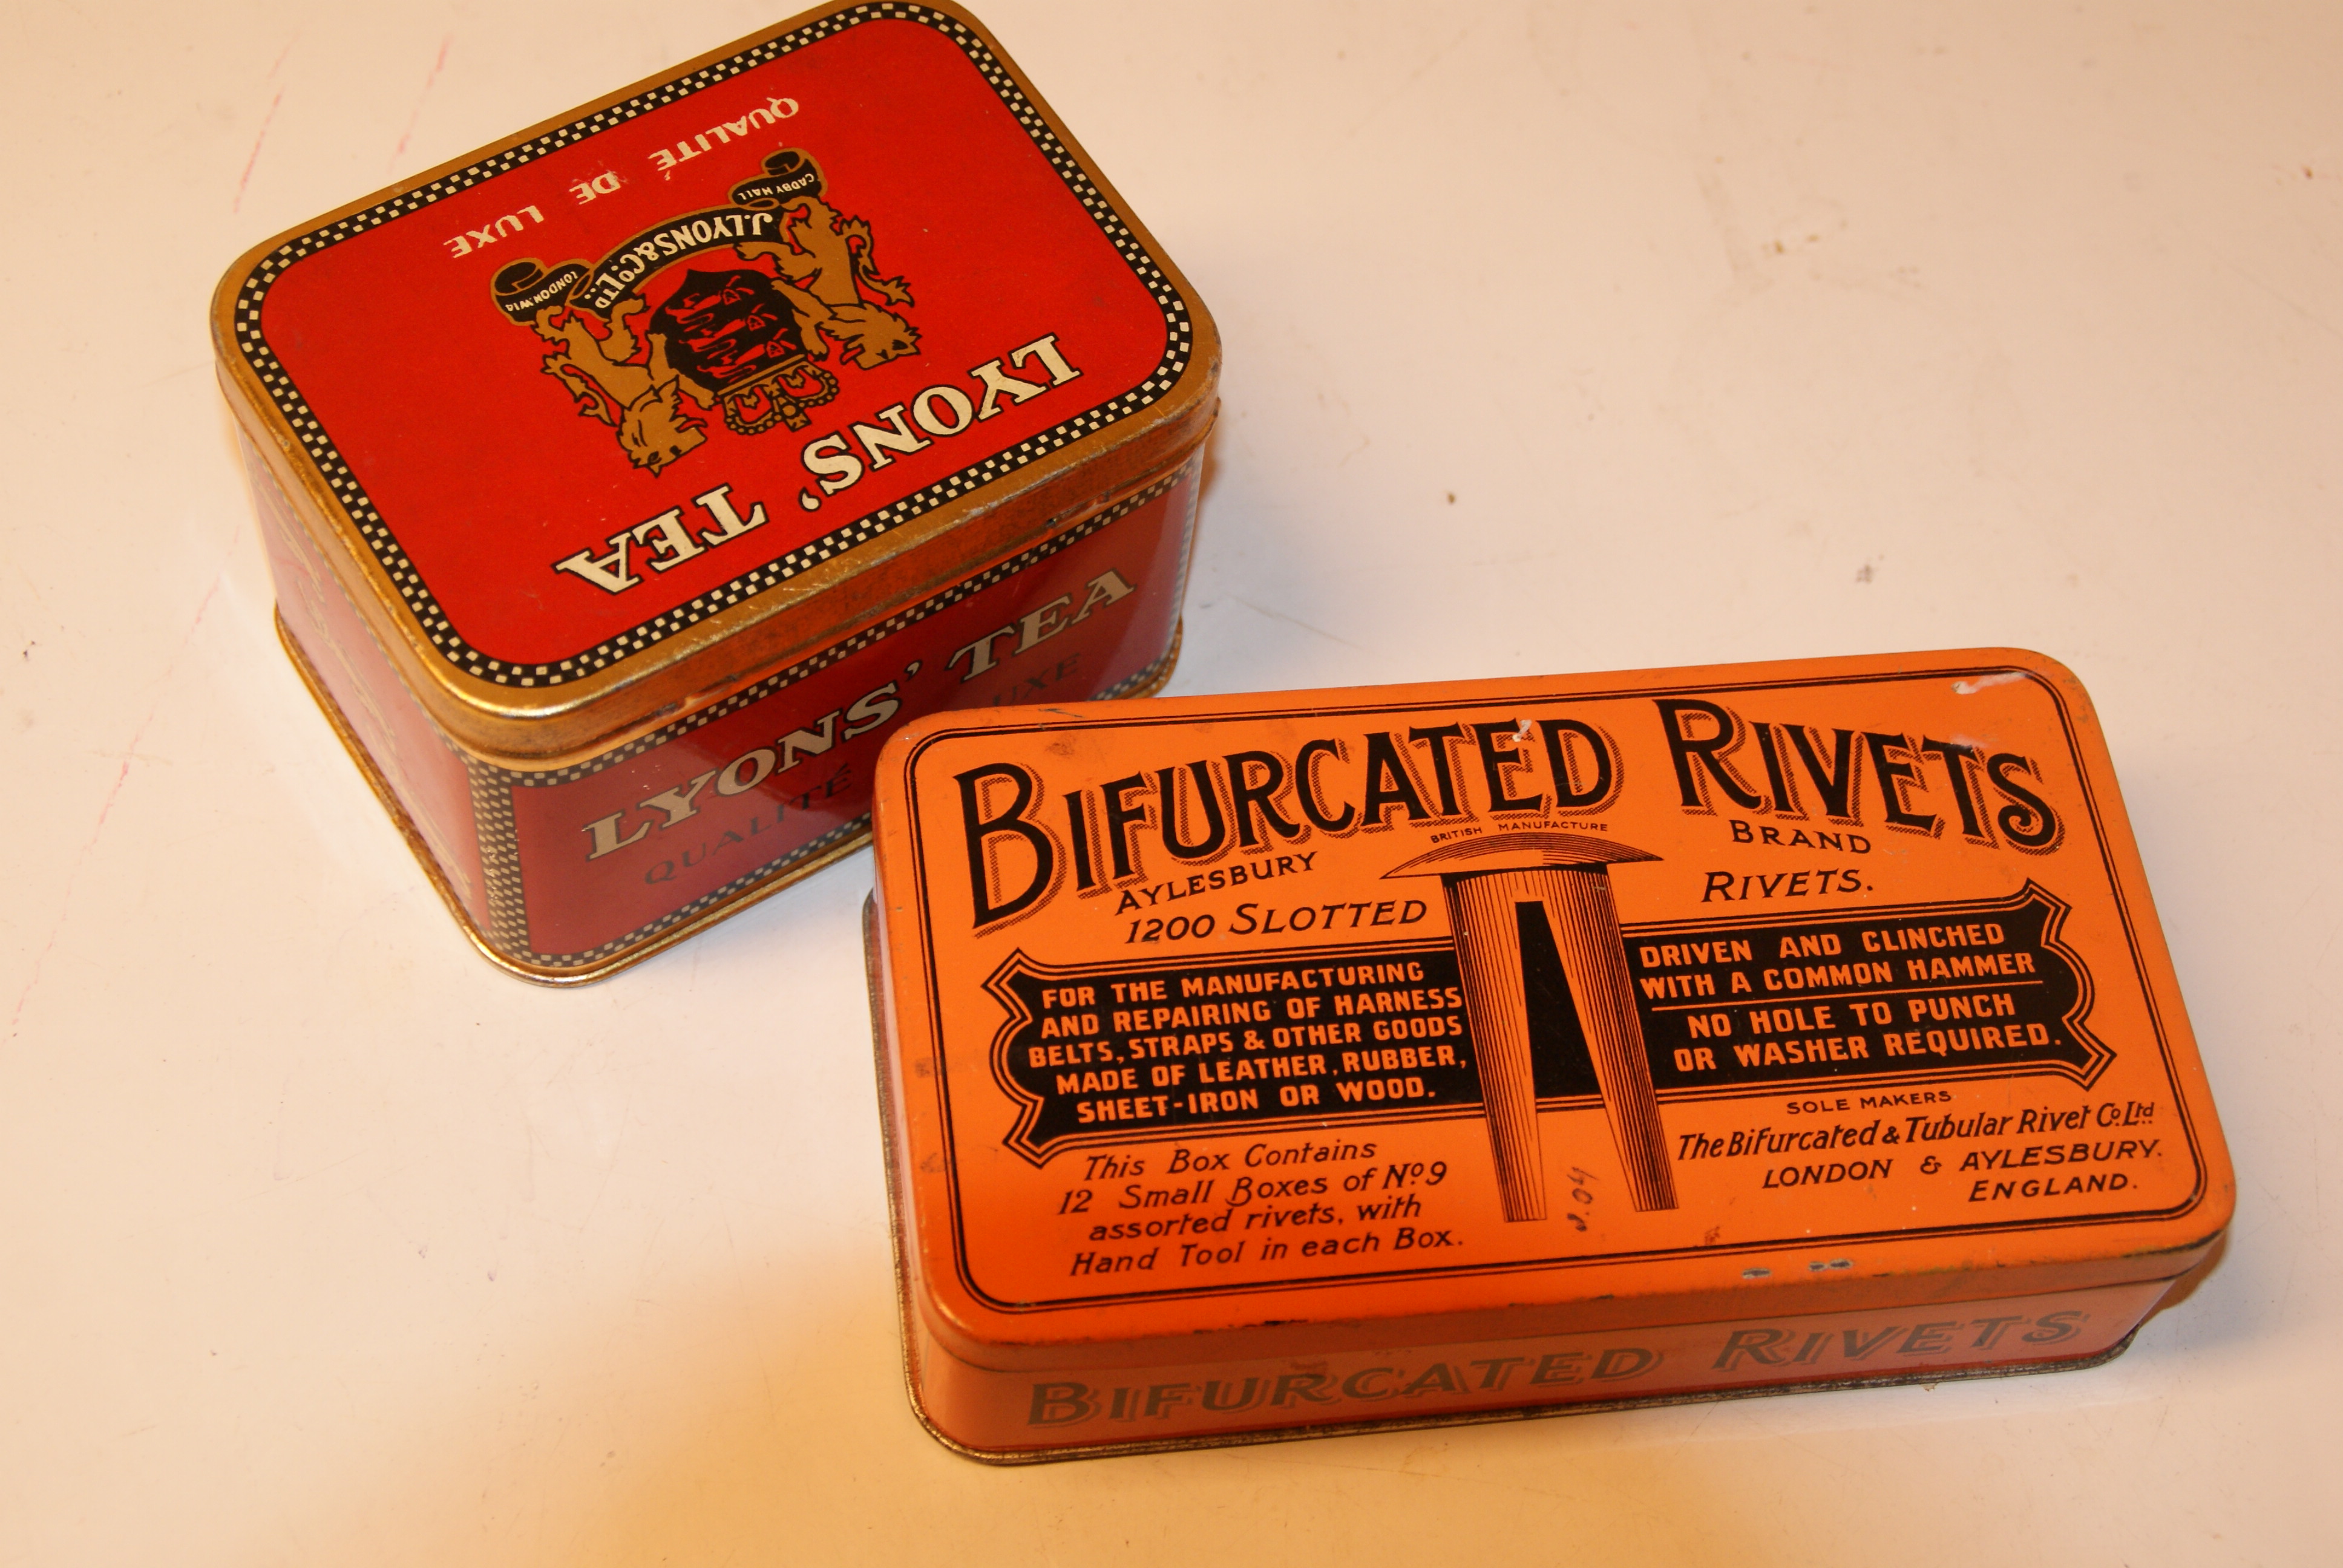 LYONS' TEA
J. LYONS & CO. LTD.
CADBY HALL
LONDON W14
QUALITÉ DE LUXE
LYONS' TEA
QUALITÉ LUXE
BIFURCATED RIVETS
BRITISH MANUFACTURE
AYLESBURY BRAND
1200 SLOTTED RIVETS.
FOR THE MANUFACTURING
AND REPAIRING OF HARNESS
BELTS, STRAPS & OTHER GOODS
MADE OF LEATHER, RUBBER,
SHEET-IRON OR WOOD.
DRIVEN AND CLINCHED
WITH A COMMON HAMMER
NO HOLE TO PUNCH
OR WASHER REQUIRED.
This Box Contains
12 Small Boxes of No 9
assorted rivets, with
Hand Tool in each Box.
SOLE MAKERS
The Bifurcated & Tubular Rivet Co Ltd
LONDON & AYLESBURY.
ENGLAND.
BIFURCATED RIVETS